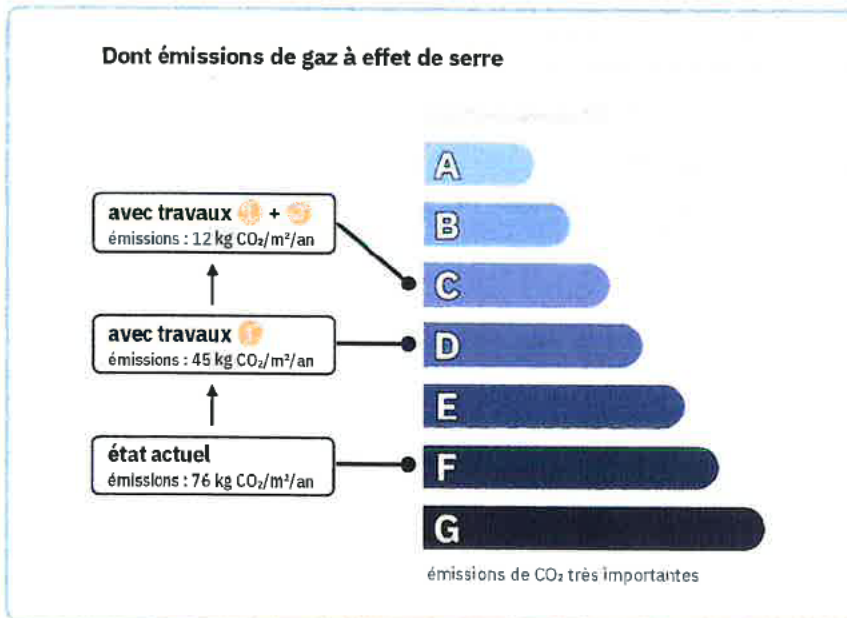 Dont émissions de gaz à effet de serre
A
avec travaux +
émissions : 12 kg CO₂/m²/an
B
C
avec travaux 1
émissions : 45 kg CO₂/m²/an
D
E
état actuel
émissions : 76 kg CO₂/m²/an
F
G
émissions de CO₂ très importantes